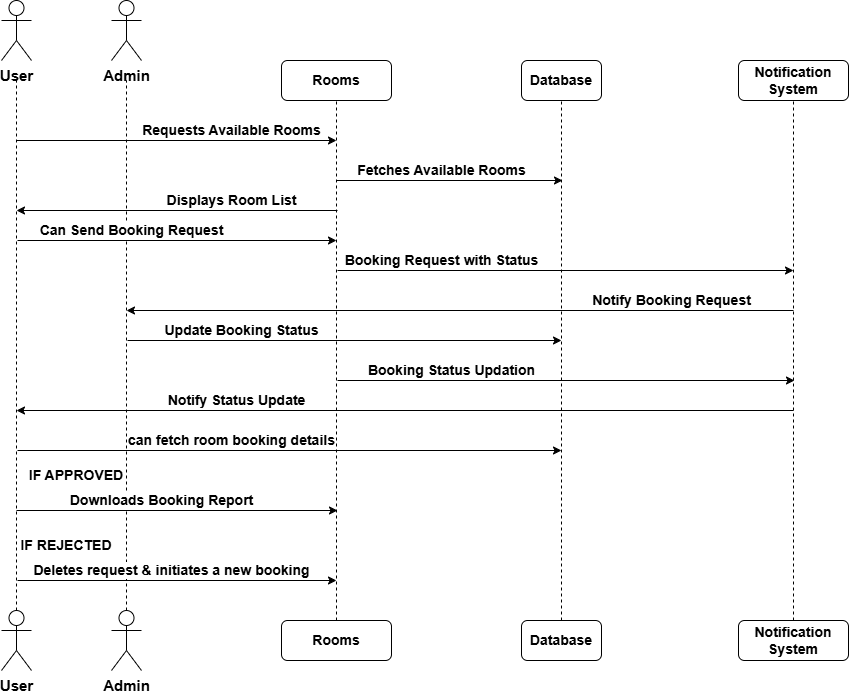 User
Admin
Rooms
Database
Notification
System
Requests Available Rooms
Fetches Available Rooms
Displays Room List
Can Send Booking Request
Booking Request with Status
Notify Booking Request
Update Booking Status
Booking Status Updation
Notify Status Update
can fetch room booking details
IF APPROVED
Downloads Booking Report
IF REJECTED
Deletes request & initiates a new booking
Rooms
Database
Notification
System
User
Admin